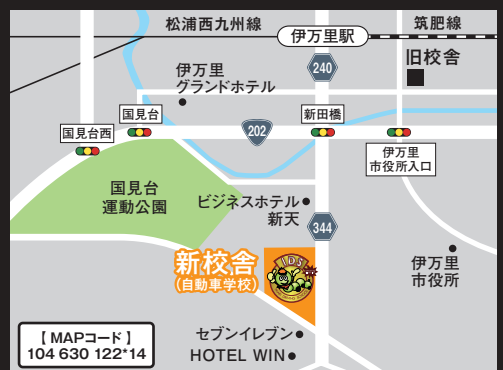 松浦西九州線
筑肥線
伊万里駅
240
旧校舎
伊万里
グランドホテル
国見台
202
新田橋
国見台西
伊万里
市役所入口
国見台
運動公園
ビジネスホテル
新天
344
新校舎
(自動車学校)
IDS
伊万里
市役所
セブンイレブン
HOTEL WIN
【 MAPコード 】
104 630 122*14